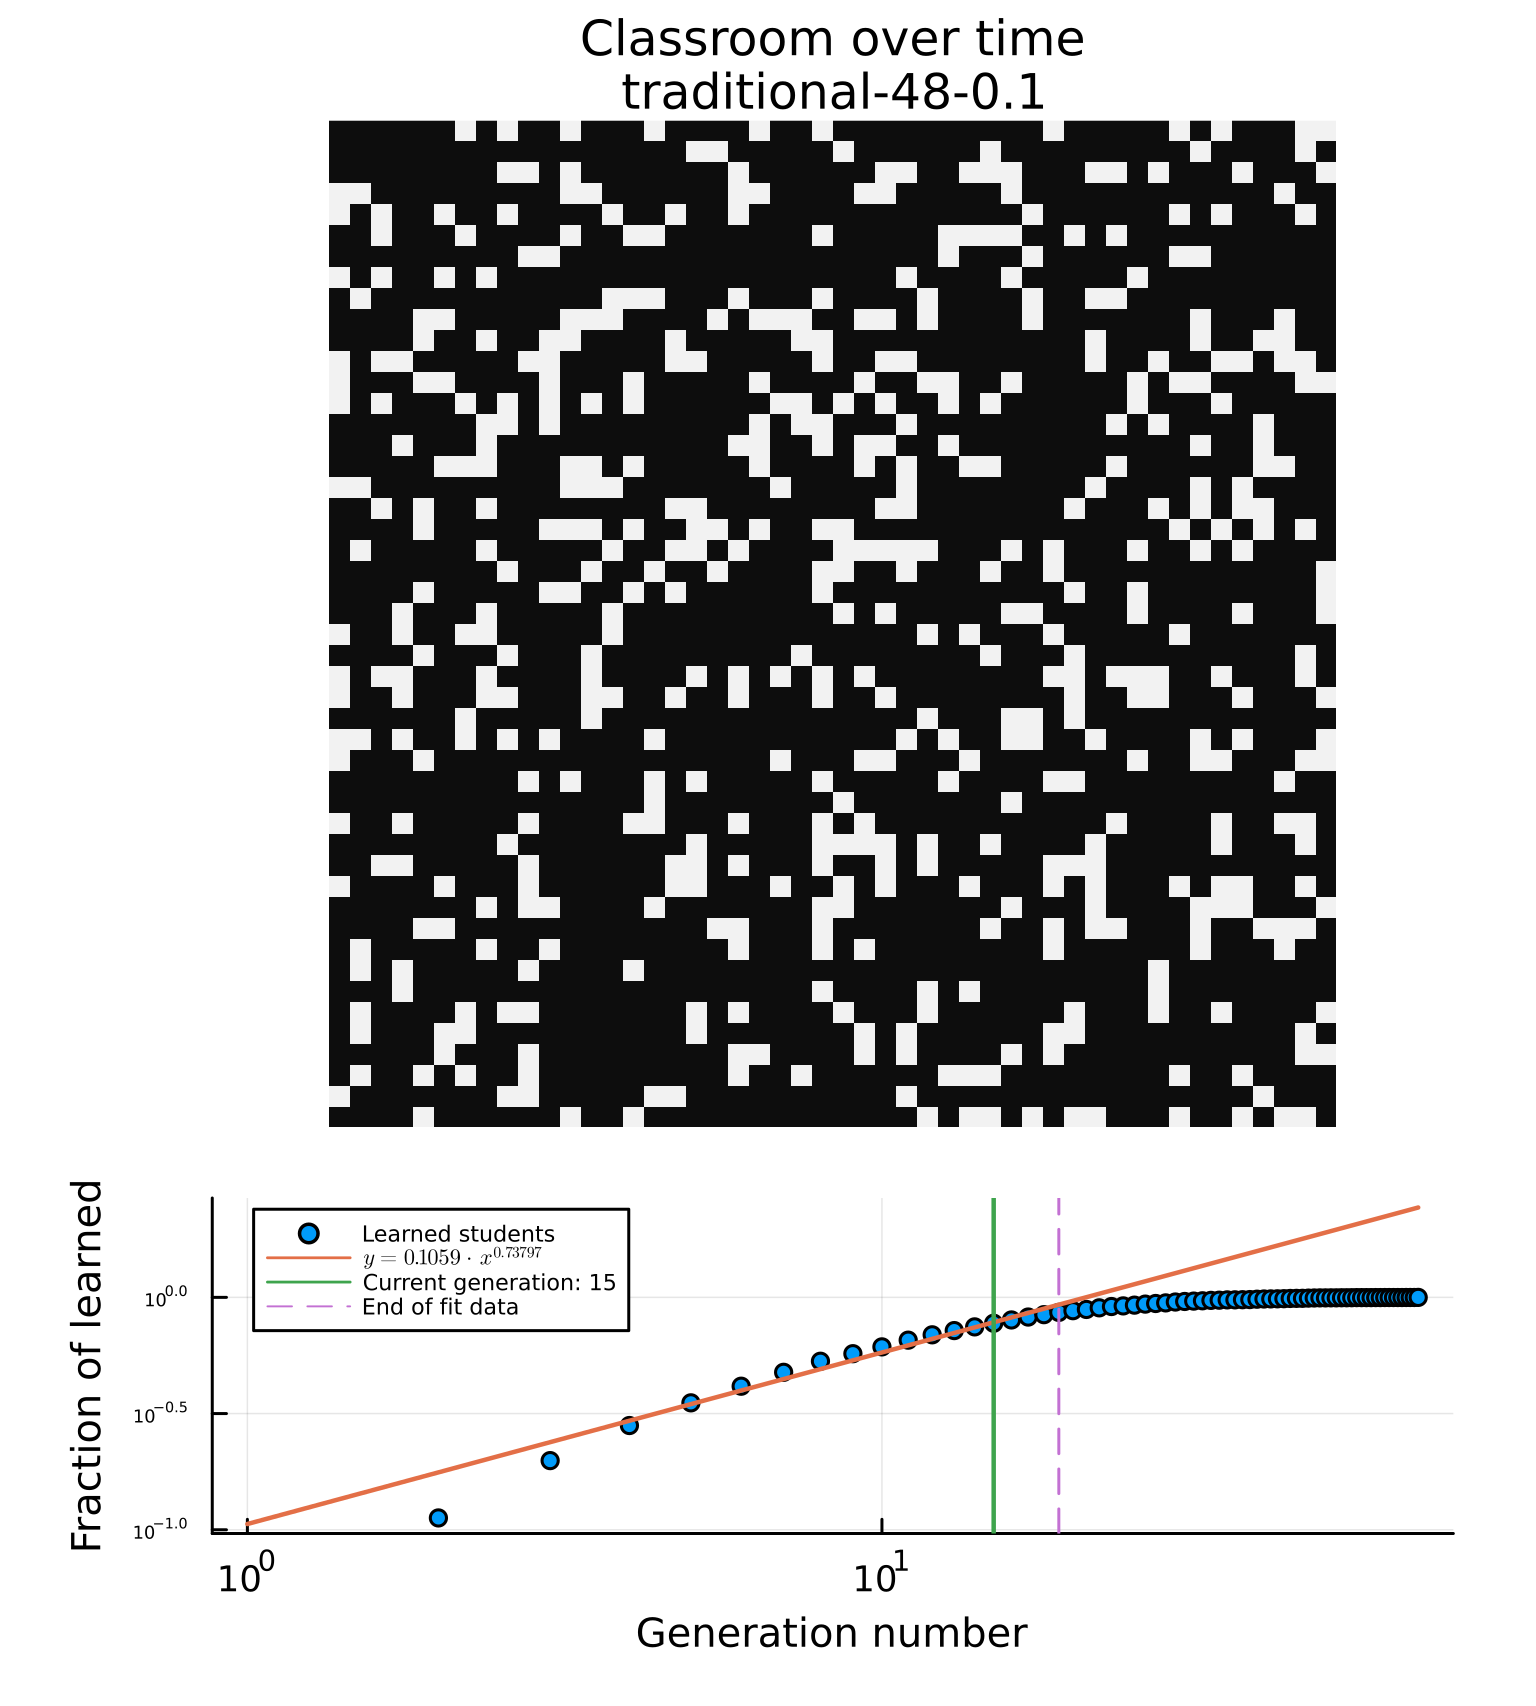 Classroom over time
traditional-48-0.1
Fraction of learned
10^0.0
10^−0.5
10^−1.0
Learned students
y = 0.1059 · x^0.73797
Current generation: 15
End of fit data
10^0
10^1
Generation number